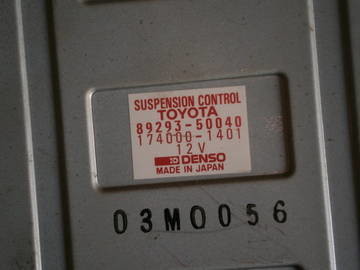 SUSPENSION CONTROL
TOYOTA
89293-50040
174000-1401
12V
DENSO
MADE IN JAPAN
03M0056